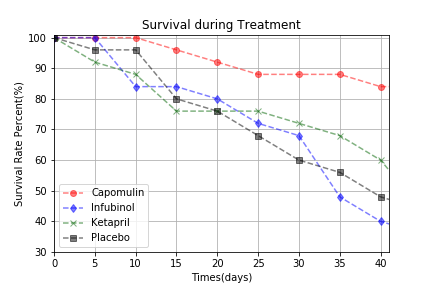 Survival during Treatment
100
90
80
70
60
50
40
30
Survival Rate Percent(%)
Capomulin
Infubinol
Ketapril
Placebo
0 5 10 15 20 25 30 35 40
Times(days)